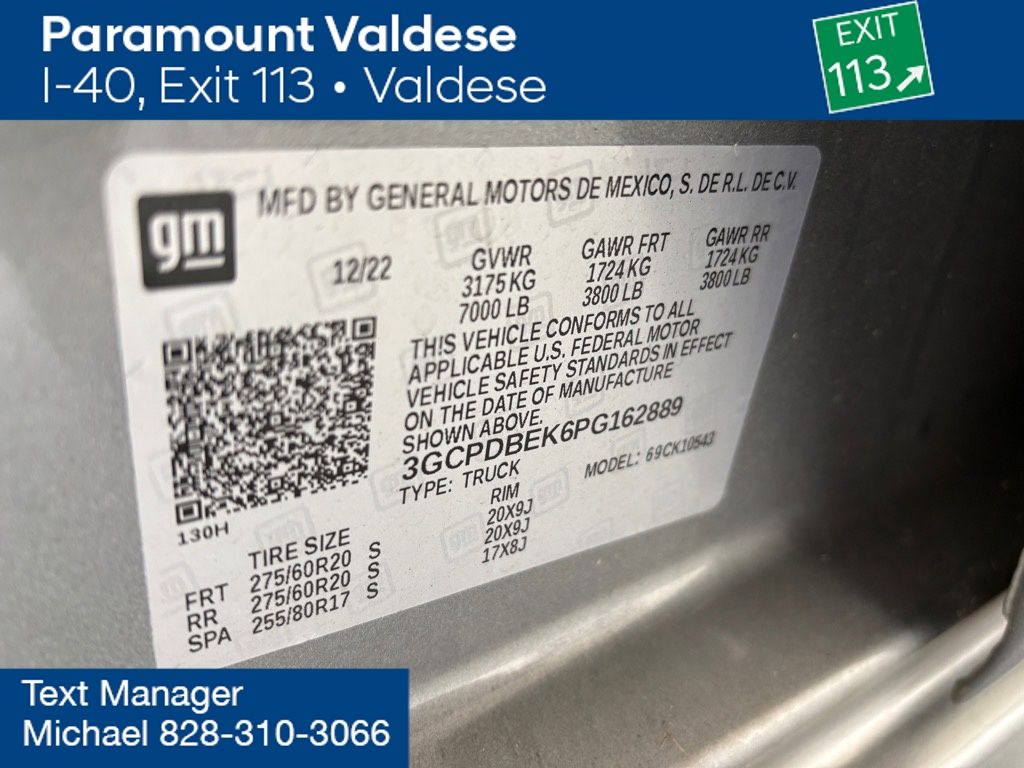 Paramount Valdese
I-40, Exit 113 • Valdese
EXIT
113
gm
MFD BY GENERAL MOTORS DE MEXICO, S. DE R.L. DE C.V.
12/22
GVWR
3175 KG
7000 LB
GAWR FRT
1724 KG
3800 LB
GAWR RR
1724 KG
3800 LB
THIS VEHICLE CONFORMS TO ALL
APPLICABLE U.S. FEDERAL MOTOR
VEHICLE SAFETY STANDARDS IN EFFECT
ON THE DATE OF MANUFACTURE
SHOWN ABOVE.
3GCPDBEK6PG162889
TYPE: TRUCK
MODEL: 69CK10543
130H
TIRE SIZE RIM
FRT 275/60R20 S 20X9J
RR 275/60R20 S 20X9J
SPA 255/80R17 S 17X8J
Text Manager
Michael 828-310-3066